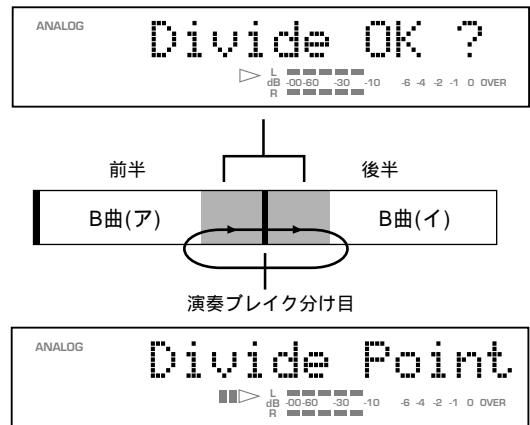 ANALOG
Divide OK ?
L
dB -00-60 -30 -10 -6 -4 -2 -1 0 OVER
R
前半 後半
B曲(ア) B曲(イ)
演奏ブレイク分け目
ANALOG
Divide Point
L
dB -00-60 -30 -10 -6 -4 -2 -1 0 OVER
R